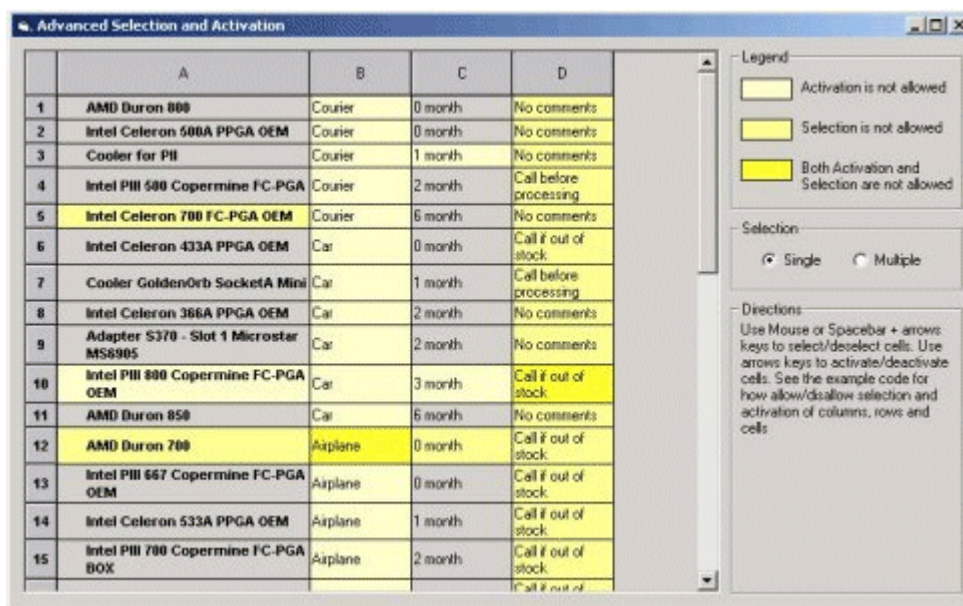 Advanced Selection and Activation
A B C D
1 AMD Duron 800 Courier 0 month No comments
2 Intel Celeron 500A PPGA OEM Courier 0 month No comments
3 Cooler for PII Courier 1 month No comments
4 Intel PIII 500 Copermine FC-PGA Courier 2 month Call before
processing
5 Intel Celeron 700 FC-PGA OEM Courier 6 month No comments
6 Intel Celeron 433A PPGA OEM Car 0 month Call if out of
stock
7 Cooler GoldenOrb SocketA Mini Car 1 month Call before
processing
8 Intel Celeron 366A PPGA OEM Car 2 month No comments
9 Adapter S370 - Slot 1 Microstar
MS6905 Car 2 month No comments
10 Intel PIII 800 Copermine FC-PGA
OEM Car 3 month Call if out of
stock
11 AMD Duron 850 Car 6 month No comments
12 AMD Duron 700 Airplane 0 month Call if out of
stock
13 Intel PIII 667 Copermine FC-PGA
OEM Airplane 0 month Call if out of
stock
14 Intel Celeron 533A PPGA OEM Airplane 1 month Call if out of
stock
15 Intel PIII 700 Copermine FC-PGA
BOX Airplane 2 month Call if out of
stock
Call if out of
Legend
Activation is not allowed
Selection is not allowed
Both Activation and
Selection are not allowed
Selection
Single Multiple
Directions
Use Mouse or Spacebar + arrows
keys to select/deselect cells. Use
arrows keys to activate/deactivate
cells. See the example code for
how allow/disallow selection and
activation of columns, rows and
cells